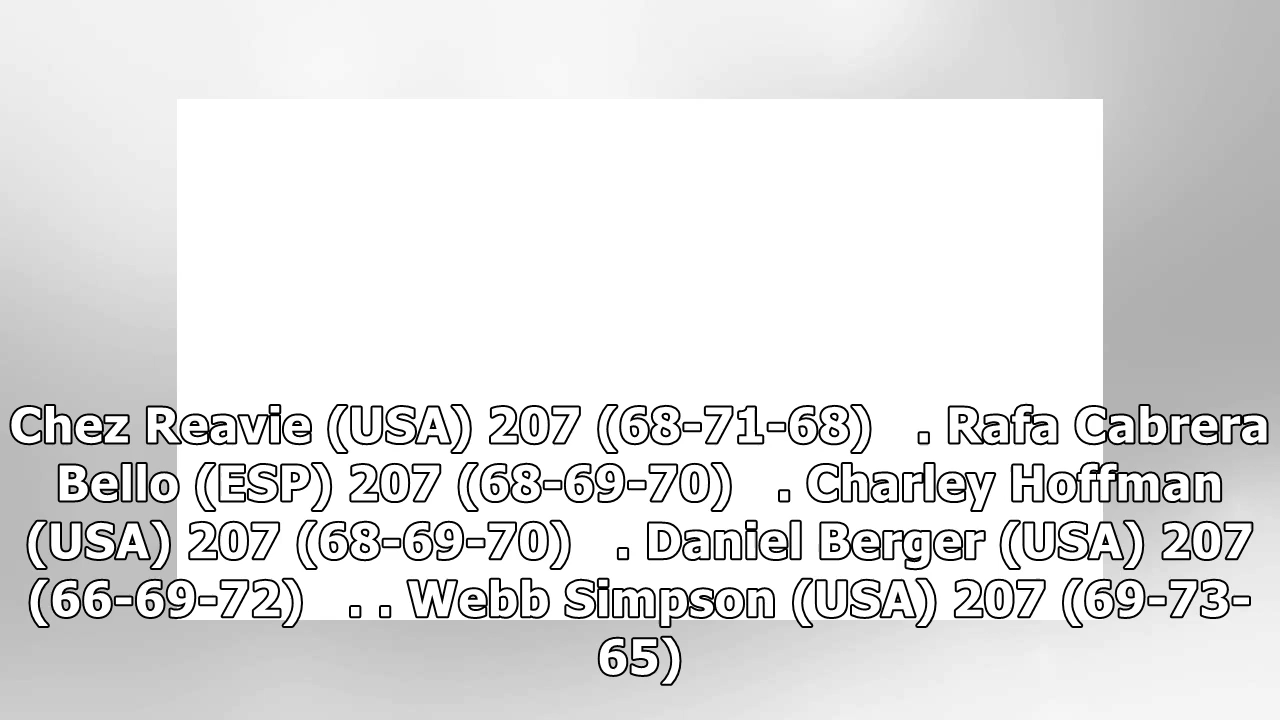 Chez Reavie (USA) 207 (68-71-68)   . Rafa Cabrera
Bello (ESP) 207 (68-69-70)   . Charley Hoffman
(USA) 207 (68-69-70)   . Daniel Berger (USA) 207
(66-69-72)   . . Webb Simpson (USA) 207 (69-73-
65)